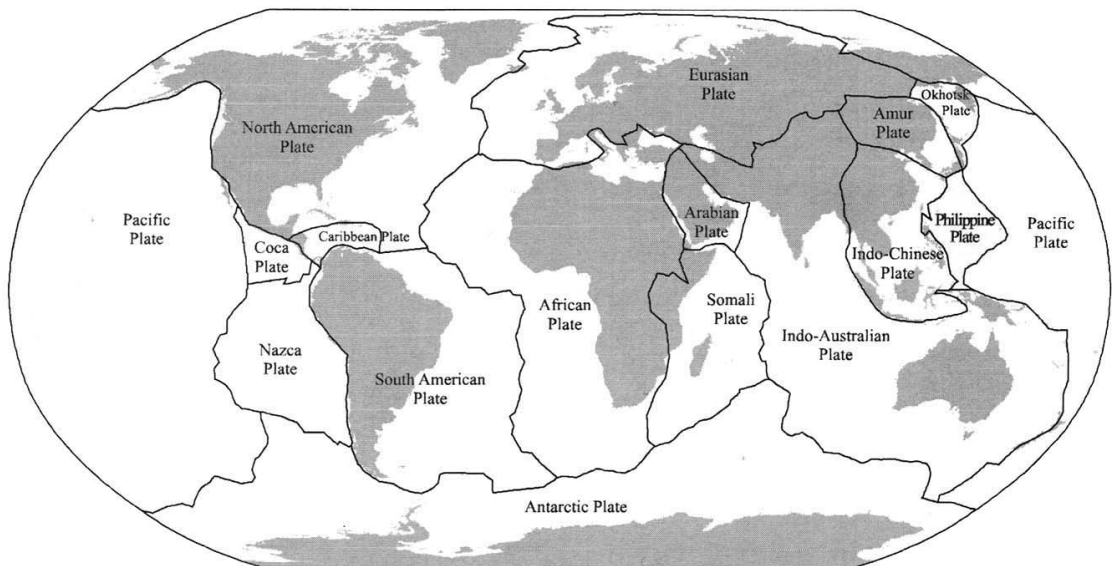 Eurasian
Plate
Okhotsk
Plate
Amur
Plate
North American
Plate
Pacific
Plate
Coca
Plate
Caribbean Plate
Arabian
Plate
Philippine
Plate
Pacific
Plate
Indo-Chinese
Plate
African
Plate
Somali
Plate
Indo-Australian
Plate
Nazca
Plate
South American
Plate
Antarctic Plate